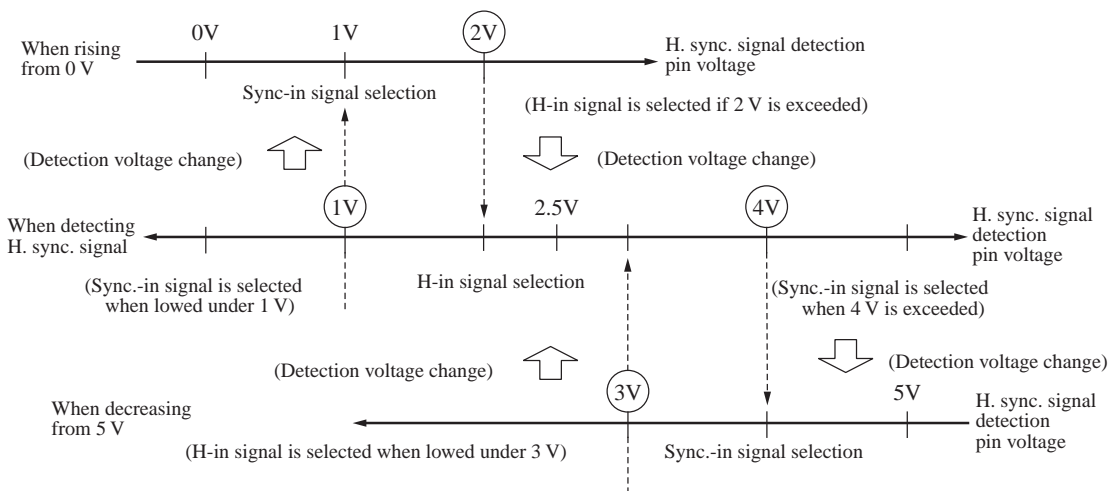 0V
1V
2V
When rising
from 0 V
H. sync. signal detection
pin voltage
Sync-in signal selection
(H-in signal is selected if 2 V is exceeded)
(Detection voltage change)
(Detection voltage change)
1V
2.5V
4V
When detecting
H. sync. signal
H. sync. signal
detection
pin voltage
(Sync.-in signal is selected
when lowed under 1 V)
H-in signal selection
(Sync.-in signal is selected
when 4 V is exceeded)
(Detection voltage change)
(Detection voltage change)
3V
5V
When decreasing
from 5 V
H. sync. signal
detection
pin voltage
(H-in signal is selected when lowed under 3 V)
Sync.-in signal selection